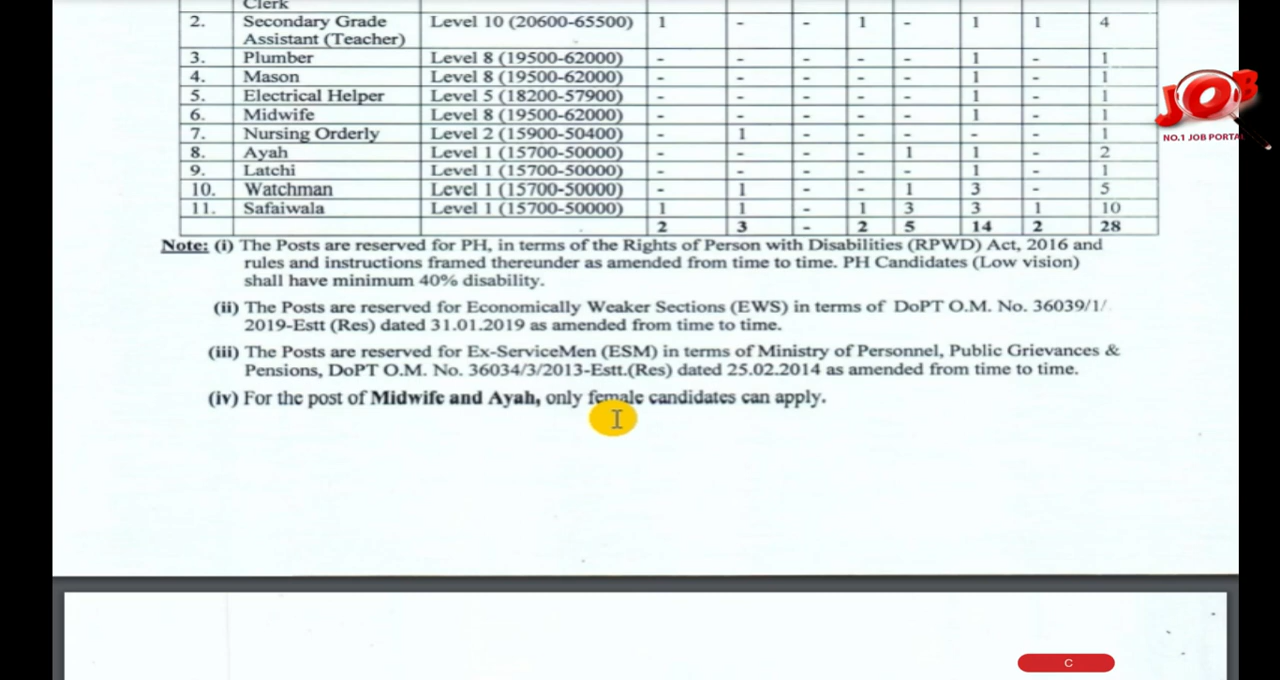 Clerk
2. Secondary Grade Assistant (Teacher) Level 10 (20600-65500) 1 - - 1 - 1 1 4
3. Plumber Level 8 (19500-62000) - - - - - 1 - 1
4. Mason Level 8 (19500-62000) - - - - - 1 - 1
5. Electrical Helper Level 5 (18200-57900) - - - - - 1 - 1
6. Midwife Level 8 (19500-62000) - - - - - 1 - 1
7. Nursing Orderly Level 2 (15900-50400) - 1 - - - - - 1
8. Ayah Level 1 (15700-50000) - - - - 1 1 - 2
9. Latchi Level 1 (15700-50000) - - - - - 1 - 1
10. Watchman Level 1 (15700-50000) - 1 - - 1 3 - 5
11. Safaiwala Level 1 (15700-50000) 1 1 - 1 3 3 1 10
2 3 - 2 5 14 2 28
Note: (i) The Posts are reserved for PH, in terms of the Rights of Person with Disabilities (RPWD) Act, 2016 and
rules and instructions framed thereunder as amended from time to time. PH Candidates (Low vision)
shall have minimum 40% disability.
(ii) The Posts are reserved for Economically Weaker Sections (EWS) in terms of DoPT O.M. No. 36039/1/
2019-Estt (Res) dated 31.01.2019 as amended from time to time.
(iii) The Posts are reserved for Ex-ServiceMen (ESM) in terms of Ministry of Personnel, Public Grievances &
Pensions, DoPT O.M. No. 36034/3/2013-Estt.(Res) dated 25.02.2014 as amended from time to time.
(iv) For the post of Midwife and Ayah, only female candidates can apply.
JOB
NO.1 JOB PORTAL
C